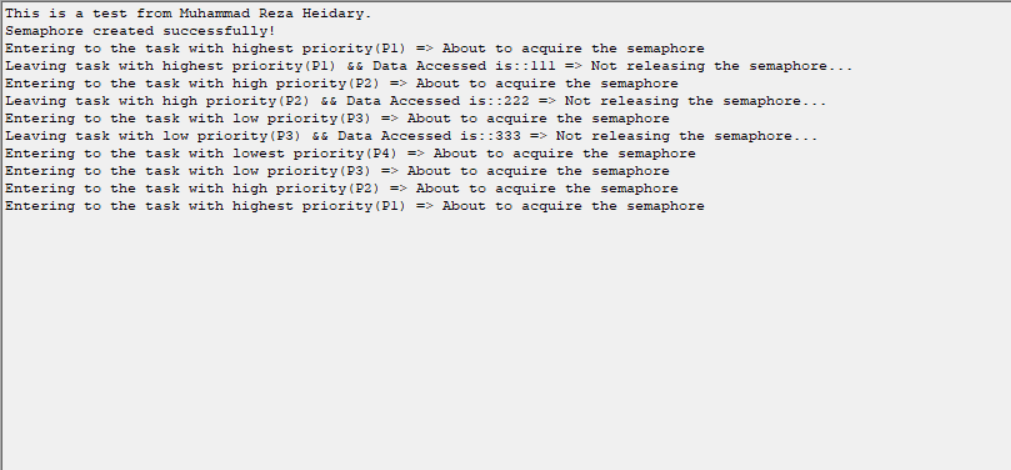 This is a test from Muhammad Reza Heidary.
Semaphore created successfully!
Entering to the task with highest priority(P1) => About to acquire the semaphore
Leaving task with highest priority(P1) && Data Accessed is::111 => Not releasing the semaphore...
Entering to the task with high priority(P2) => About to acquire the semaphore
Leaving task with high priority(P2) && Data Accessed is::222 => Not releasing the semaphore...
Entering to the task with low priority(P3) => About to acquire the semaphore
Leaving task with low priority(P3) && Data Accessed is::333 => Not releasing the semaphore...
Entering to the task with lowest priority(P4) => About to acquire the semaphore
Entering to the task with low priority(P3) => About to acquire the semaphore
Entering to the task with high priority(P2) => About to acquire the semaphore
Entering to the task with highest priority(P1) => About to acquire the semaphore